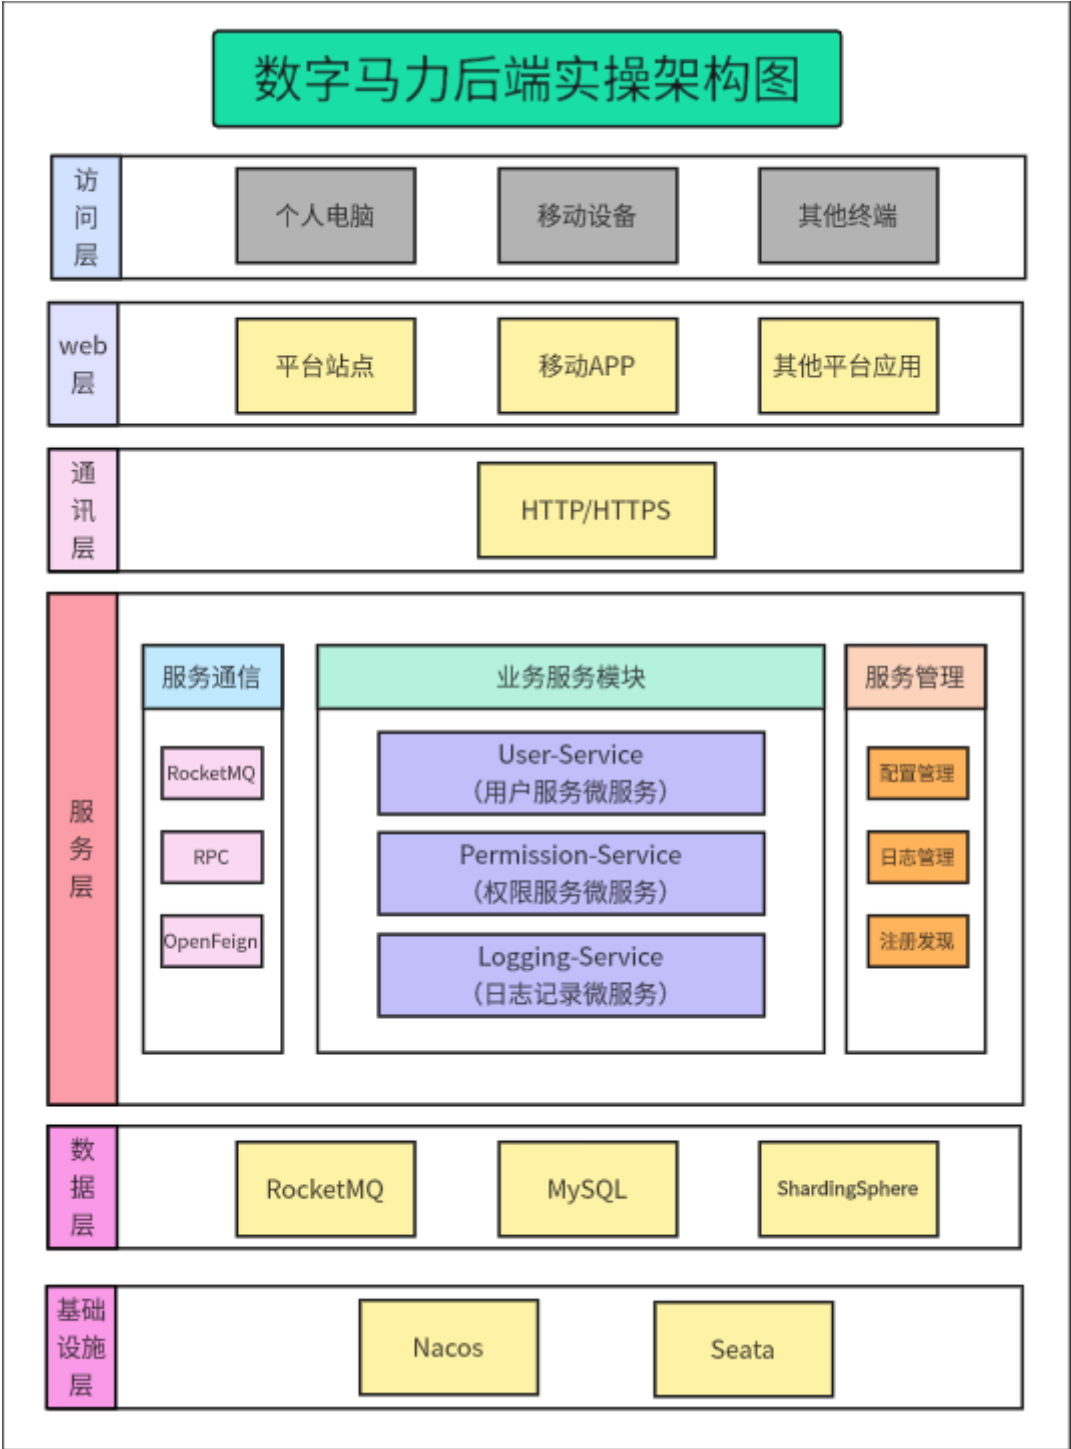 数字马力后端实操架构图
访
问
层
个人电脑
移动设备
其他终端
web
层
平台站点
移动APP
其他平台应用
通
讯
层
HTTP/HTTPS
服
务
层
服务通信
RocketMQ
RPC
OpenFeign
业务服务模块
User-Service
（用户服务微服务）
Permission-Service
（权限服务微服务）
Logging-Service
（日志记录微服务）
服务管理
配置管理
日志管理
注册发现
数
据
层
RocketMQ
MySQL
ShardingSphere
基础
设施
层
Nacos
Seata